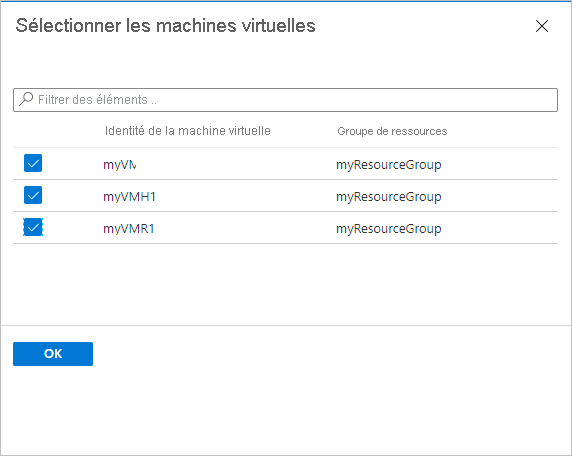 Sélectionner les machines virtuelles
Filtrer des éléments ..
Identité de la machine virtuelle Groupe de ressources
myVM myResourceGroup
myVMH1 myResourceGroup
myVMR1 myResourceGroup
OK